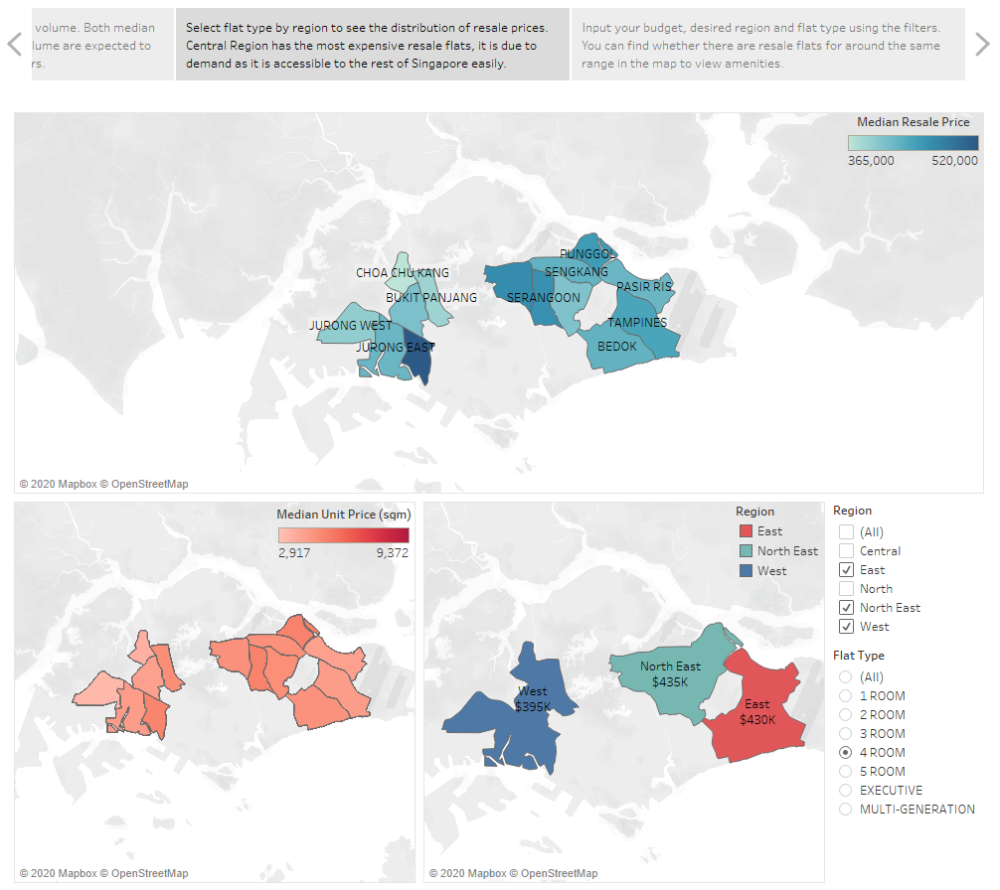 volume. Both median
lume are expected to
rs.
Select flat type by region to see the distribution of resale prices.
Central Region has the most expensive resale flats, it is due to
demand as it is accessible to the rest of Singapore easily.
Input your budget, desired region and flat type using the filters.
You can find whether there are resale flats for around the same
range in the map to view amenities.
Median Resale Price
365,000 520,000
PUNGGOL
CHOA CHU KANG
SENGKANG
PASIR RIS
BUKIT PANJANG
SERANGOON
JURONG WEST
TAMPINES
JURONG EAST
BEDOK
© 2020 Mapbox © OpenStreetMap
Median Unit Price (sqm)
2,917 9,372
© 2020 Mapbox © OpenStreetMap
Region
East
North East
West
North East
$435K
West
$395K
East
$430K
© 2020 Mapbox © OpenStreetMap
Region
(All)
Central
East
North
North East
West
Flat Type
(All)
1 ROOM
2 ROOM
3 ROOM
4 ROOM
5 ROOM
EXECUTIVE
MULTI-GENERATION